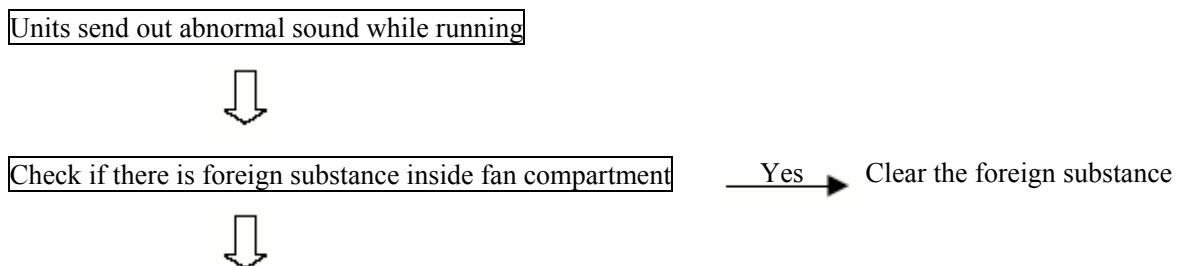 Units send out abnormal sound while running
Check if there is foreign substance inside fan compartment Yes Clear the foreign substance